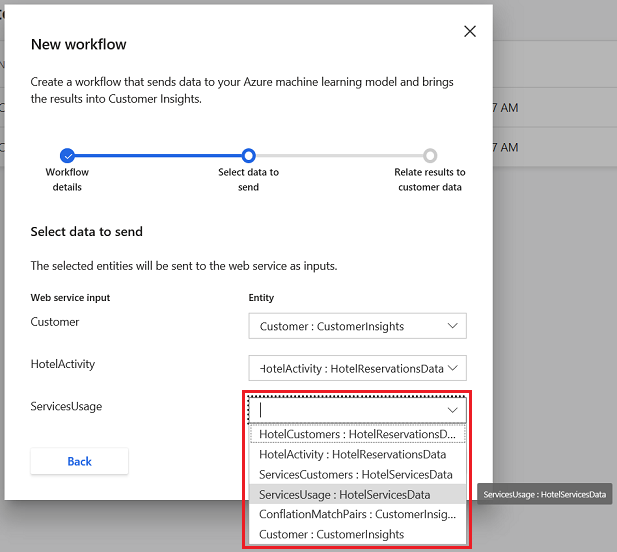 New workflow
Create a workflow that sends data to your Azure machine learning model and brings
the results into Customer Insights.
7 AM
7 AM
Workflow
details
Select data to
send
Relate results to
customer data
Select data to send
The selected entities will be sent to the web service as inputs.
Web service input
Entity
Customer
Customer : CustomerInsights
HotelActivity
HotelActivity : HotelReservationsData
ServicesUsage
HotelCustomers : HotelReservationsD...
HotelActivity : HotelReservationsData
ServicesCustomers : HotelServicesData
ServicesUsage : HotelServicesData
ServicesUsage : HotelServicesData
ConflationMatchPairs : CustomerInsig...
Customer : CustomerInsights
Back